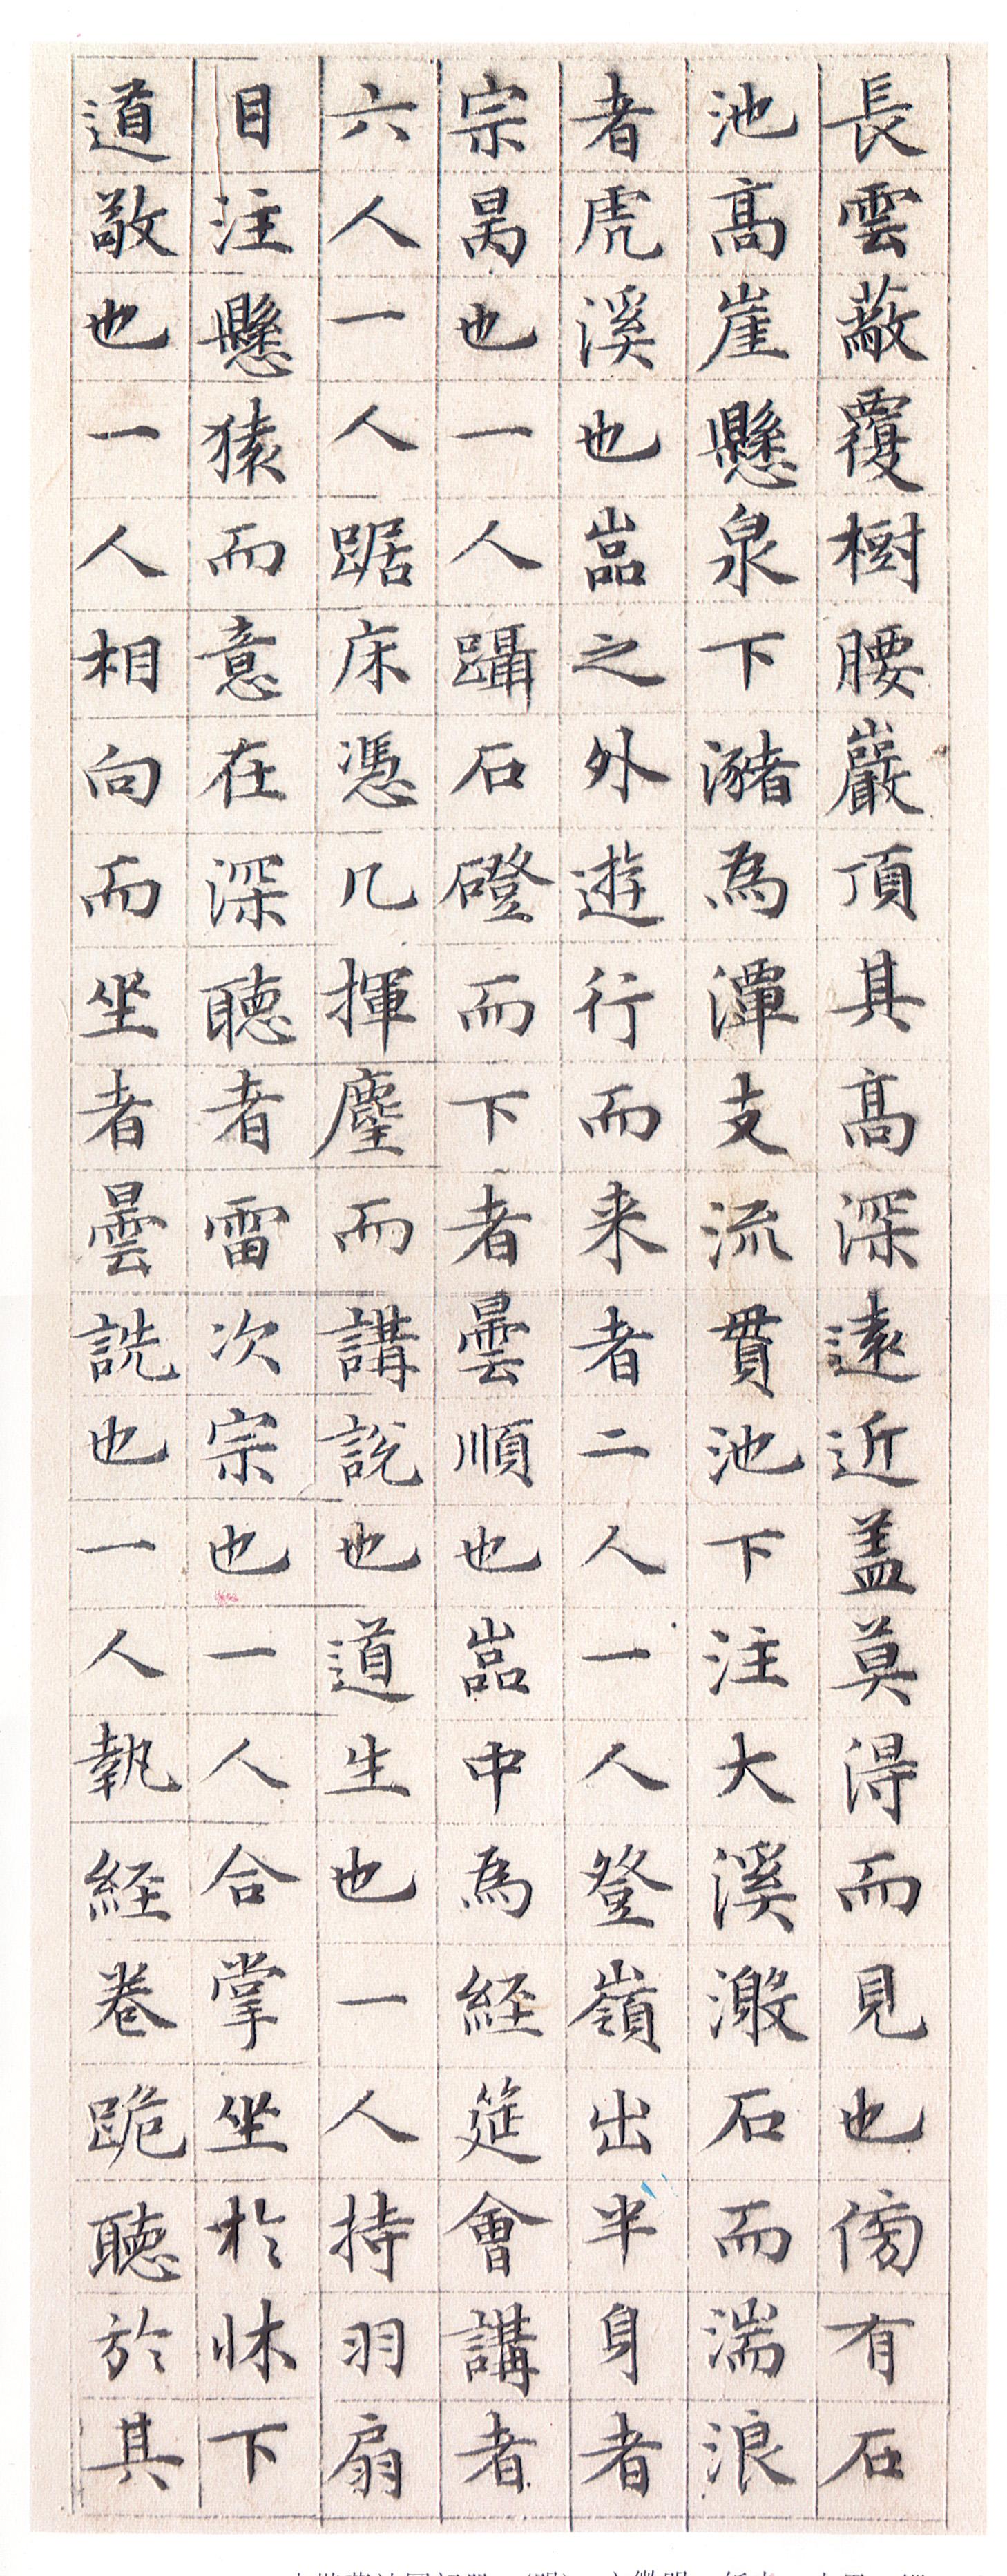 長雲蔽覆樹腰巖頂其高深遠近盖莫得而見也傍有石
池高崖懸泉下瀦為潭支流貫池下注大溪激石而湍浪
者虎溪也嵓之外遊行而来者二人一人登嶺出半身者
宗昺也一人躡石磴而下者曇順也嵓中為経筵會講者
六人一人踞床憑几揮麈而講說也道生也一人持羽扇
目注懸猿而意在深聽者雷次宗也一人合掌坐於牀下
道敬也一人相向而坐者曇詵也一人執経卷跪聽於其